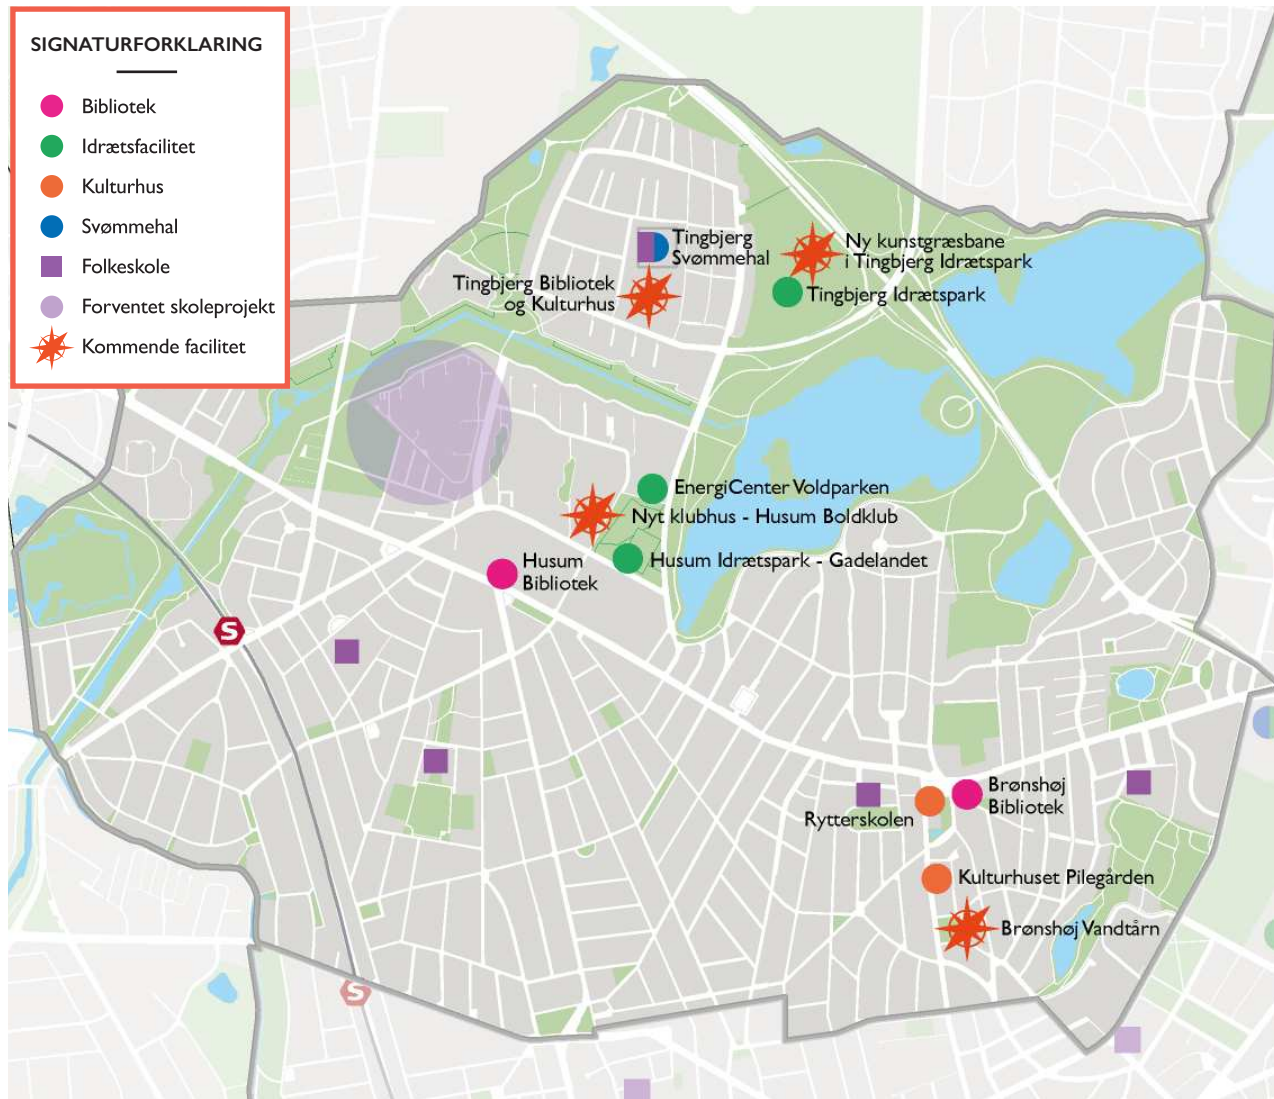 SIGNATURFORKLARING
Bibliotek
Idrætsfacilitet
Kulturhus
Svømmehal
Folkeskole
Forventet skoleprojekt
Kommende facilitet
Tingbjerg
Svømmehal
Ny kunstgræsbane
i Tingbjerg Idrætspark
Tingbjerg Bibliotek
og Kulturhus
Tingbjerg Idrætspark
EnergiCenter Voldparken
Nyt klubhus - Husum Boldklub
Husum Idrætspark - Gadelandet
Husum
Bibliotek
S
Brønshøj
Bibliotek
Rytterskolen
Kulturhuset Pilegården
Brønshøj Vandtårn
S